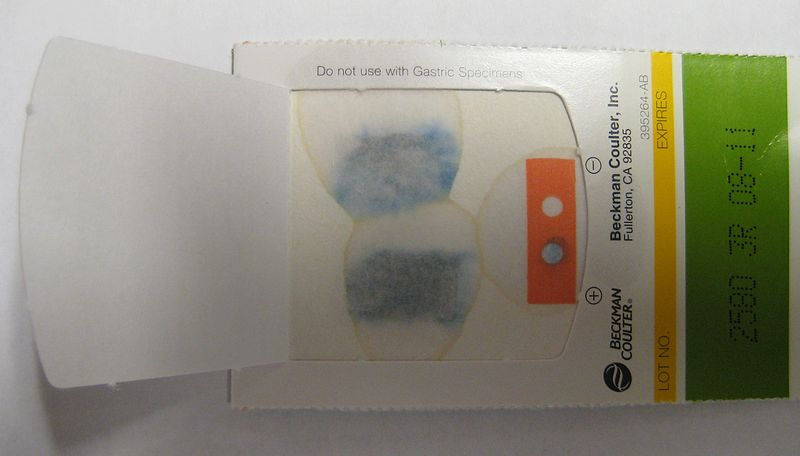 Do not use with Gastric Specimens
Beckman Coulter, Inc.
Fullerton, CA 92835
395264-AB
BECKMAN
COULTER®
LOT NO. EXPIRES
2580 3R 08-11
− 
+